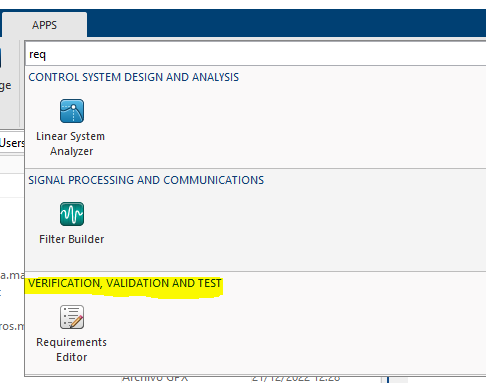 APPS
req
ge
CONTROL SYSTEM DESIGN AND ANALYSIS
Linear System
Analyzer
Users
SIGNAL PROCESSING AND COMMUNICATIONS
Filter Builder
a.ma
VERIFICATION, VALIDATION AND TEST
ros.m
Requirements
Editor
Archivo GPX 21/12/2022 12:28